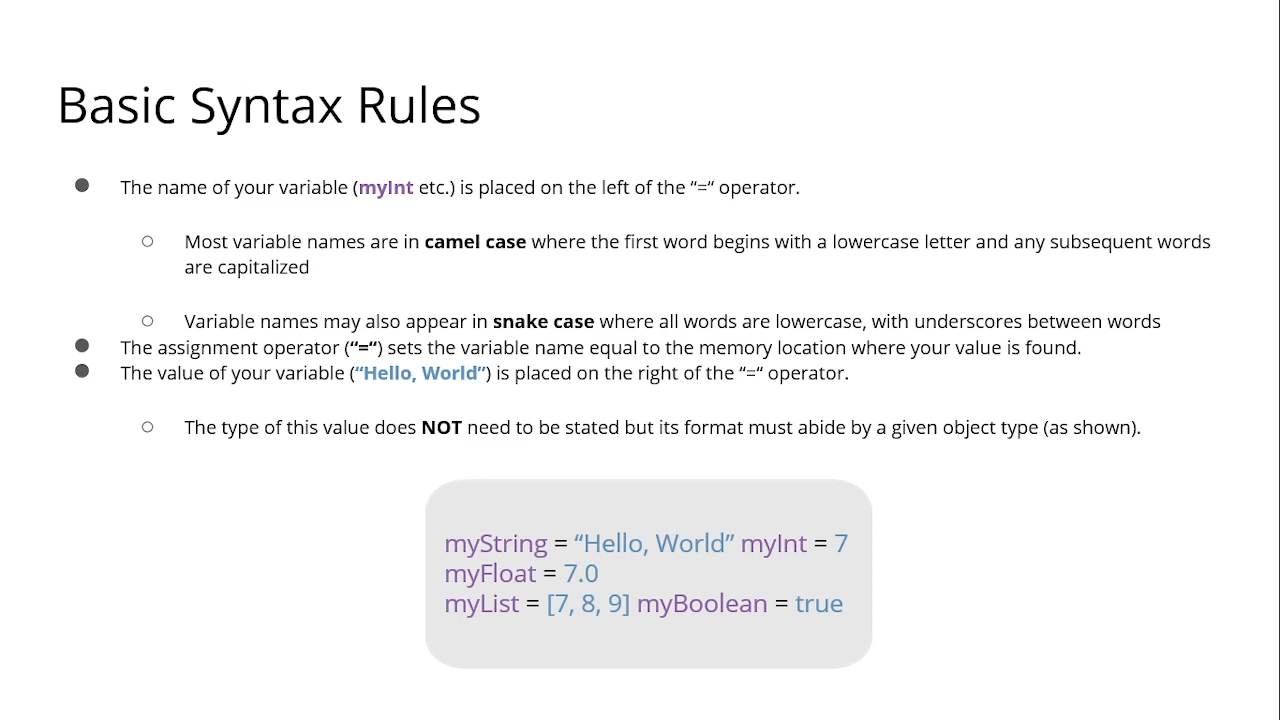 Basic Syntax Rules
The name of your variable (myInt etc.) is placed on the left of the “=“ operator.
Most variable names are in camel case where the first word begins with a lowercase letter and any subsequent words
are capitalized
Variable names may also appear in snake case where all words are lowercase, with underscores between words
The assignment operator (“=“) sets the variable name equal to the memory location where your value is found.
The value of your variable (“Hello, World”) is placed on the right of the “=“ operator.
The type of this value does NOT need to be stated but its format must abide by a given object type (as shown).
myString = “Hello, World” myInt = 7
myFloat = 7.0
myList = [7, 8, 9] myBoolean = true